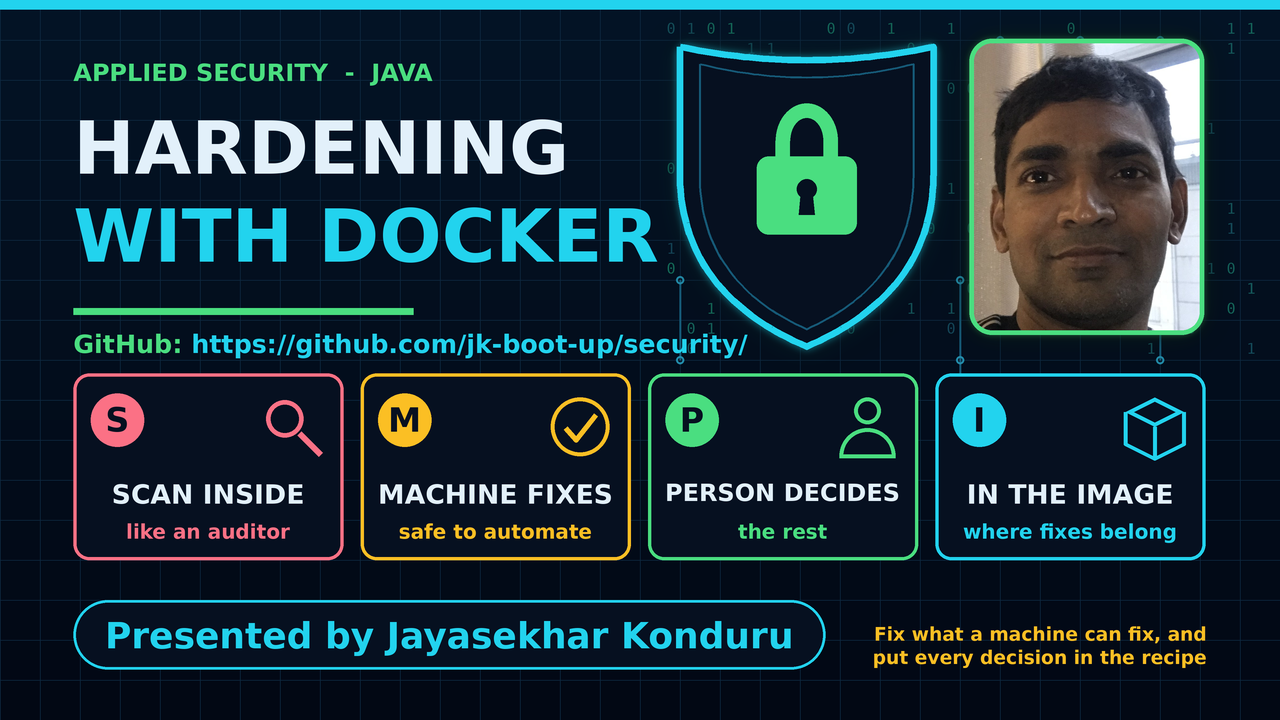 APPLIED SECURITY - JAVA
HARDENING
WITH DOCKER
GitHub: https://github.com/jk-boot-up/security/
S
SCAN INSIDE
like an auditor
M
MACHINE FIXES
safe to automate
P
PERSON DECIDES
the rest
I
IN THE IMAGE
where fixes belong
Presented by Jayasekhar Konduru
Fix what a machine can fix, and
put every decision in the recipe